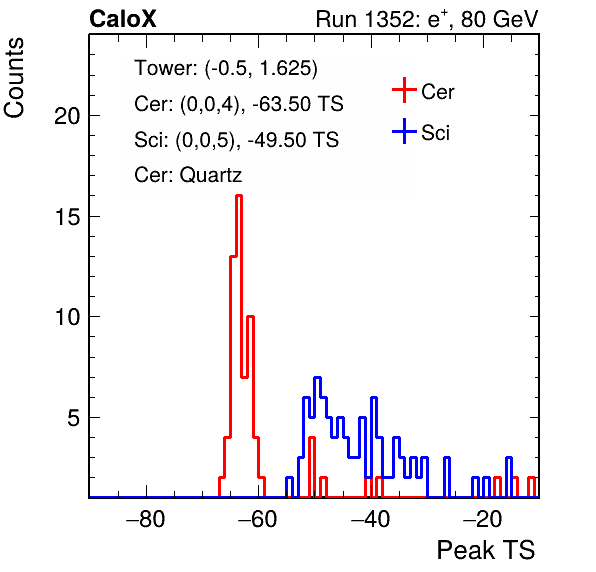 CaloX Run 1352: e⁺, 80 GeV
Counts
Tower: (-0.5, 1.625)
Cer: (0,0,4), -63.50 TS
Sci: (0,0,5), -49.50 TS
Cer: Quartz
Cer
Sci
20
15
10
5
−80 −60 −40 −20
Peak TS